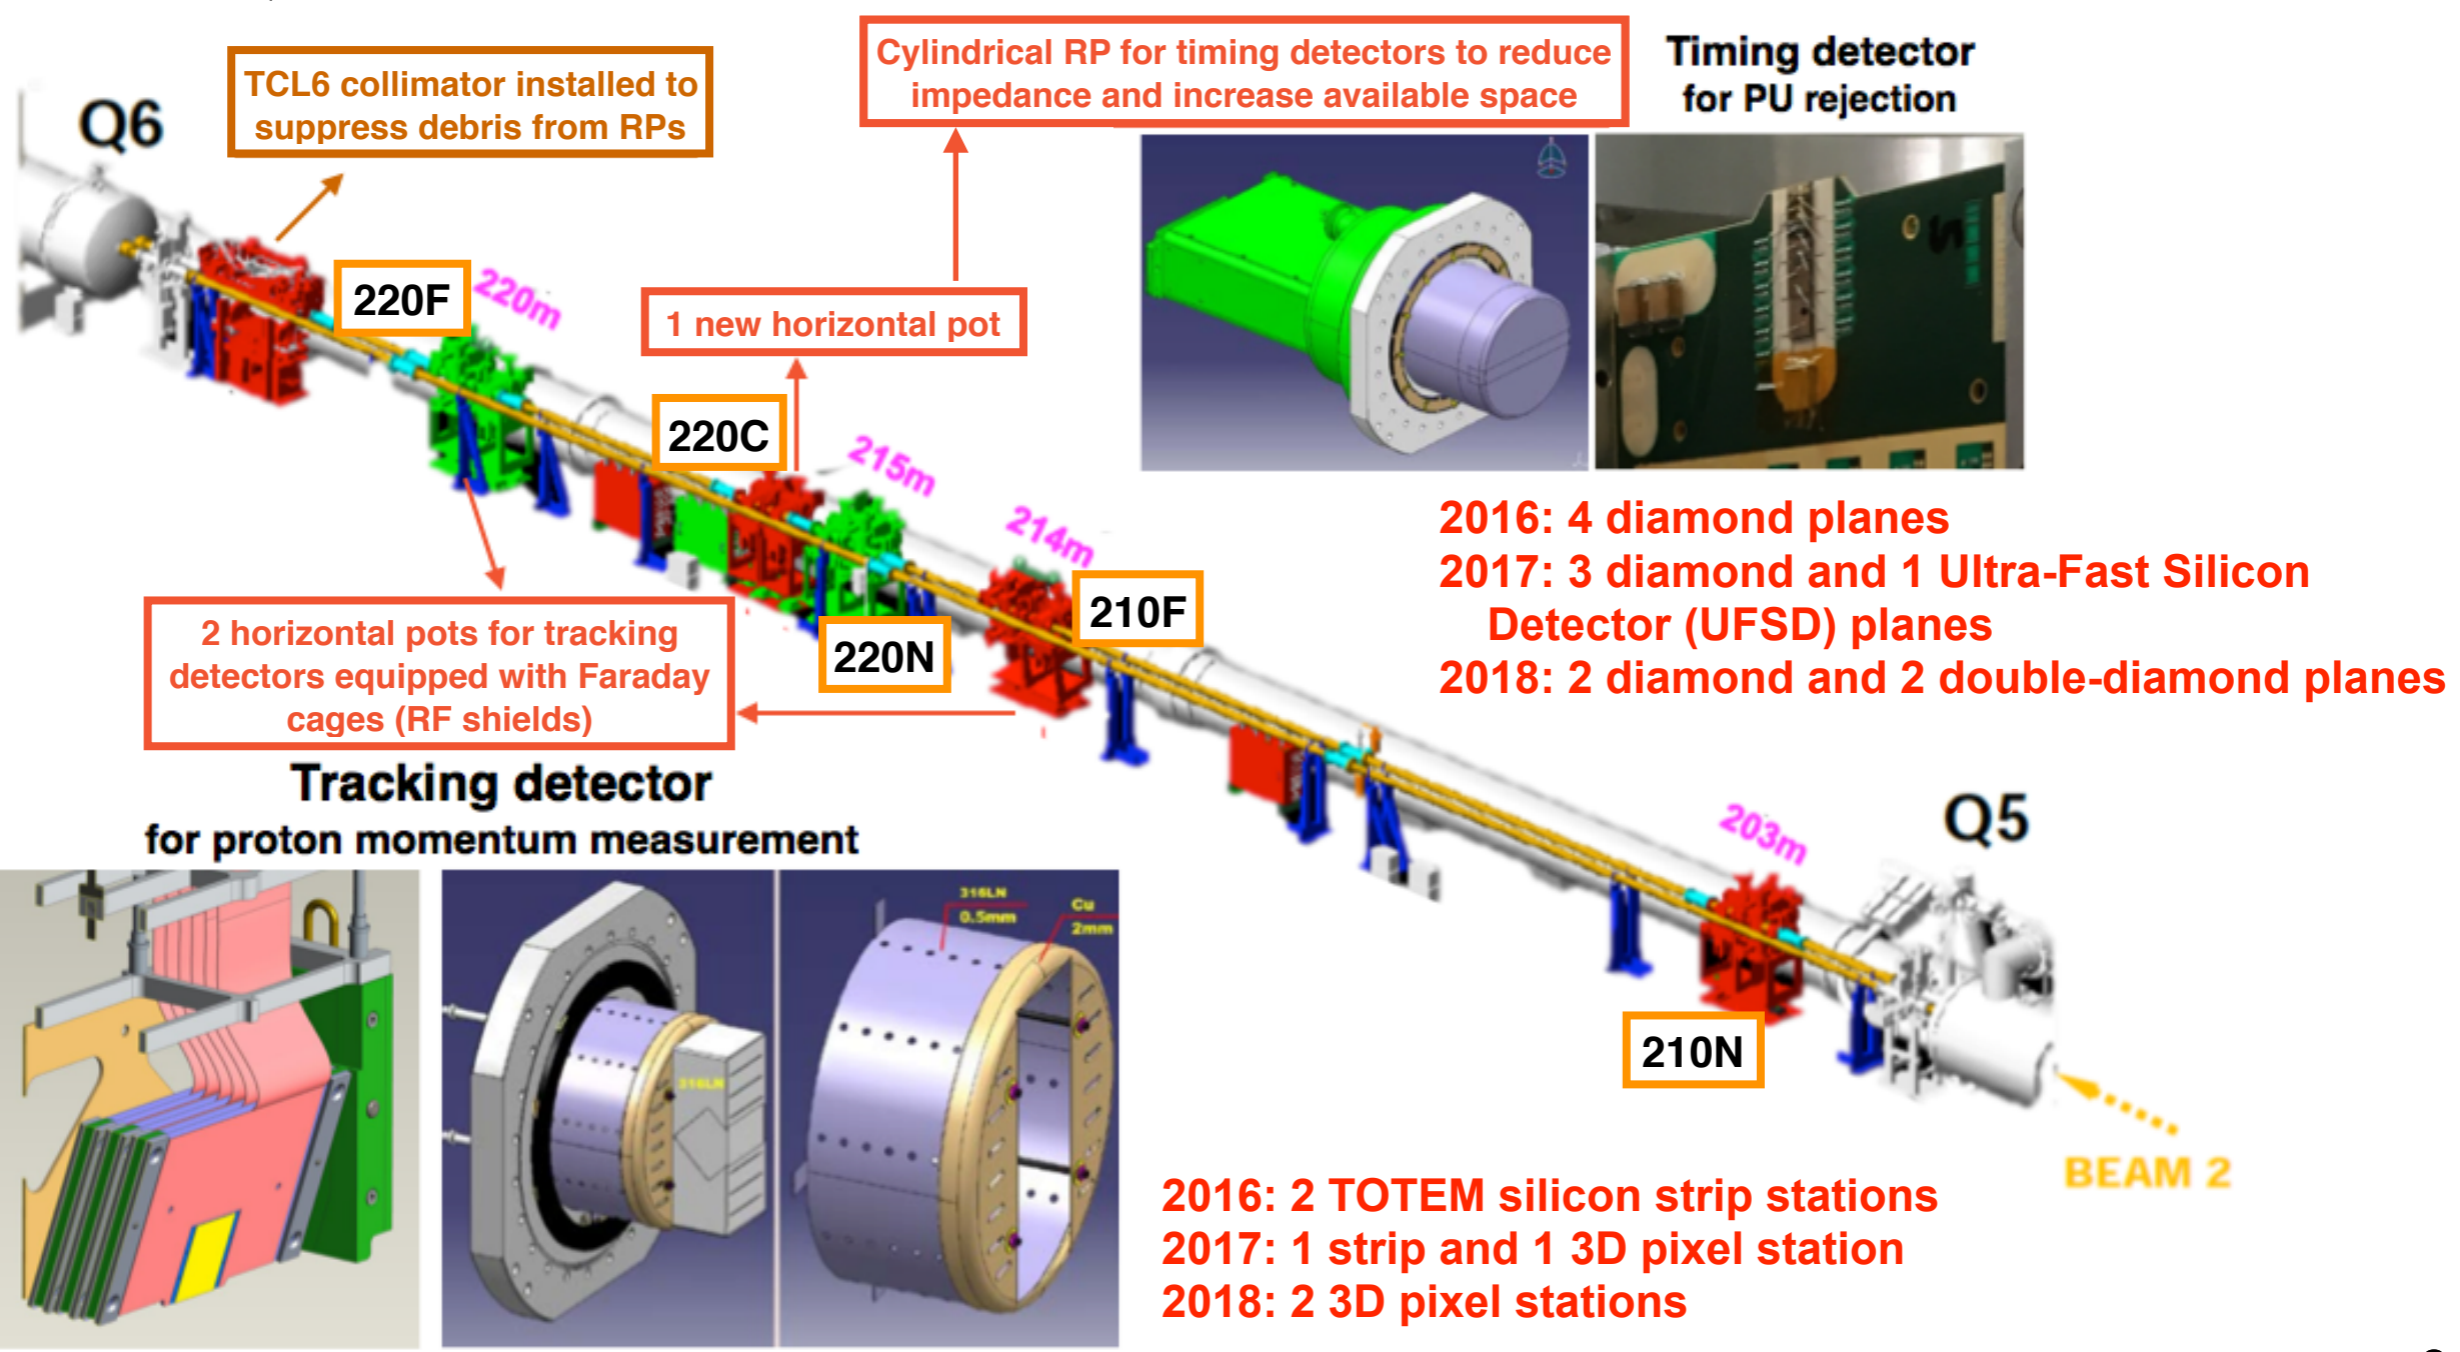 Q6
TCL6 collimator installed to
suppress debris from RPs
Cylindrical RP for timing detectors to reduce
impedance and increase available space
Timing detector
for PU rejection
220F
220m
1 new horizontal pot
220C
215m
214m
2016: 4 diamond planes
2017: 3 diamond and 1 Ultra-Fast Silicon
Detector (UFSD) planes
2018: 2 diamond and 2 double-diamond planes
210F
220N
2 horizontal pots for tracking
detectors equipped with Faraday
cages (RF shields)
Tracking detector
for proton momentum measurement
203m
Q5
316LN
0.5mm
Cu
2mm
316LN
210N
BEAM 2
2016: 2 TOTEM silicon strip stations
2017: 1 strip and 1 3D pixel station
2018: 2 3D pixel stations